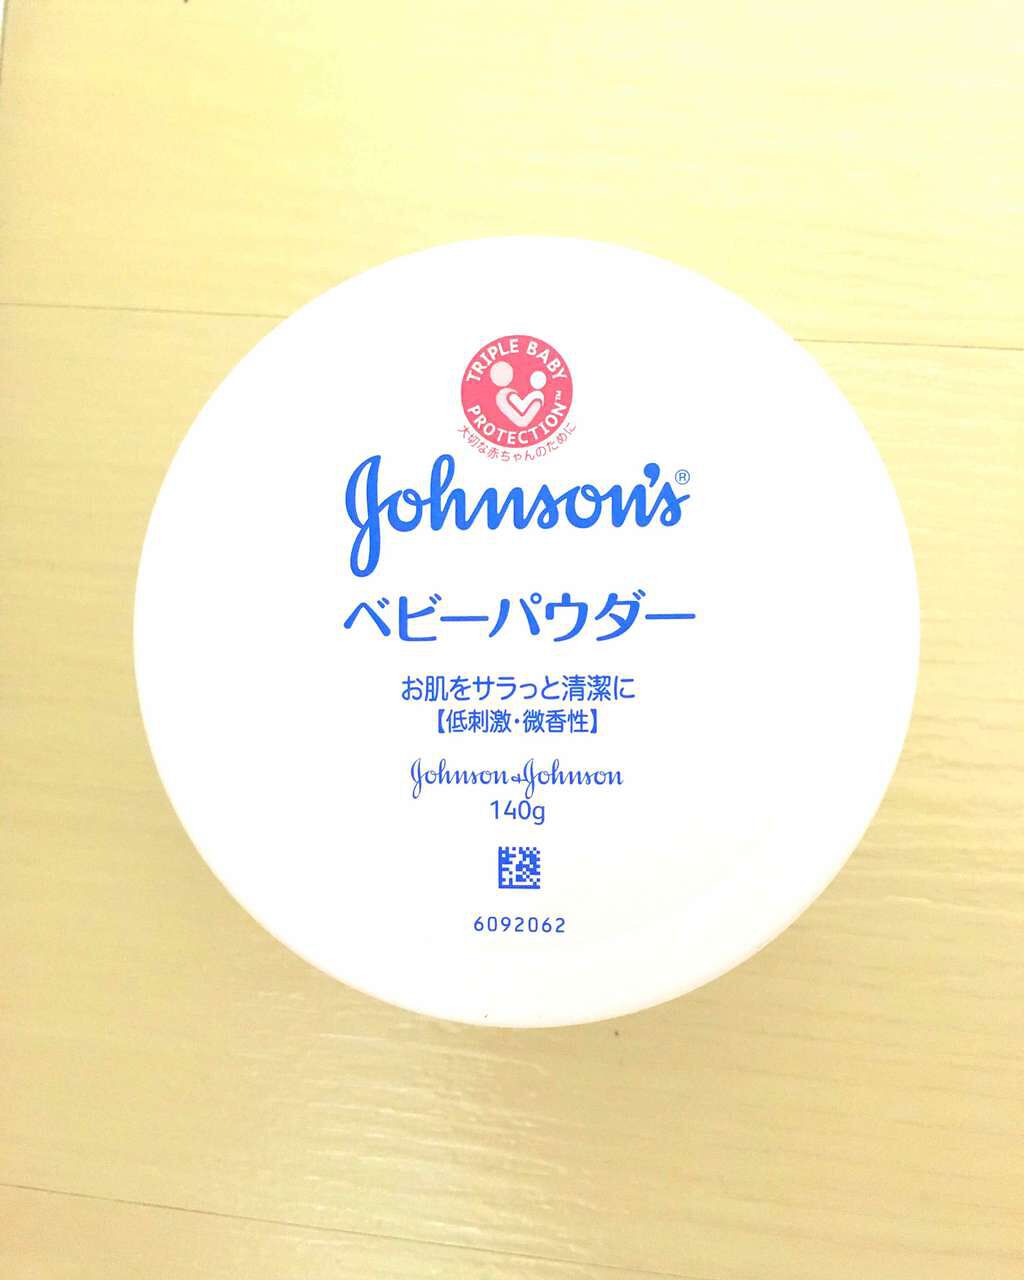 TRIPLE BABY
PROTECTION™
大切な赤ちゃんのために
Johnson's®
ベビーパウダー
お肌をサラっと清潔に
【低刺激・微香性】
Johnson & Johnson
140g
6092062